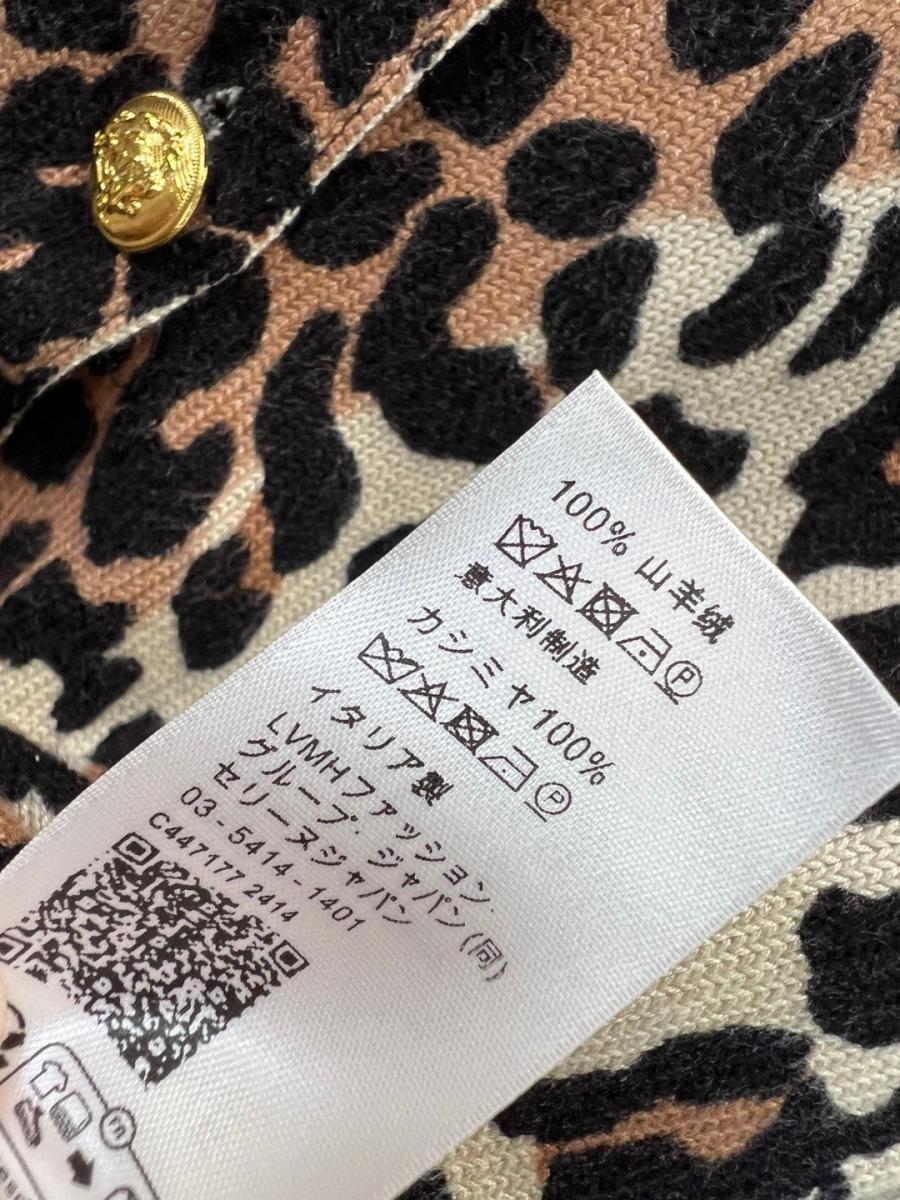 100% 山羊绒
意大利制造
カシミヤ100%
イタリア製
LVMHファッション
グループ・ジャパン(同)
セリーヌジャパン
03-5414-1401
C447177 2414